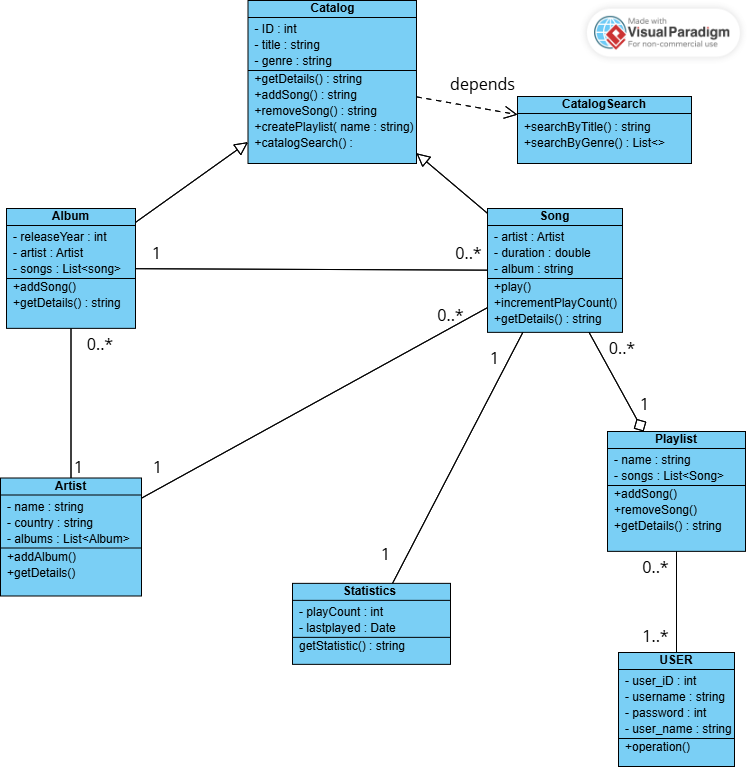 Catalog
- ID : int
- title : string
- genre : string
+getDetails() : string
+addSong() : string
+removeSong() : string
+createPlaylist( name : string)
+catalogSearch() :
Made with
Visual Paradigm
For non-commercial use
depends
CatalogSearch
+searchByTitle() : string
+searchByGenre() : List<>
Album
- releaseYear : int
- artist : Artist
- songs : List<song>
+addSong()
+getDetails() : string
1
0..*
Song
- artist : Artist
- duration : double
- album : string
+play()
+incrementPlayCount()
+getDetails() : string
0..*
1
0..*
1
1
1
0..*
1
Artist
- name : string
- country : string
- albums : List<Album>
+addAlbum()
+getDetails()
Statistics
- playCount : int
- lastplayed : Date
getStatistic() : string
Playlist
- name : string
- songs : List<Song>
+addSong()
+removeSong()
+getDetails() : string
0..*
1..*
USER
- user_iD : int
- username : string
- password : int
- user_name : string
+operation()